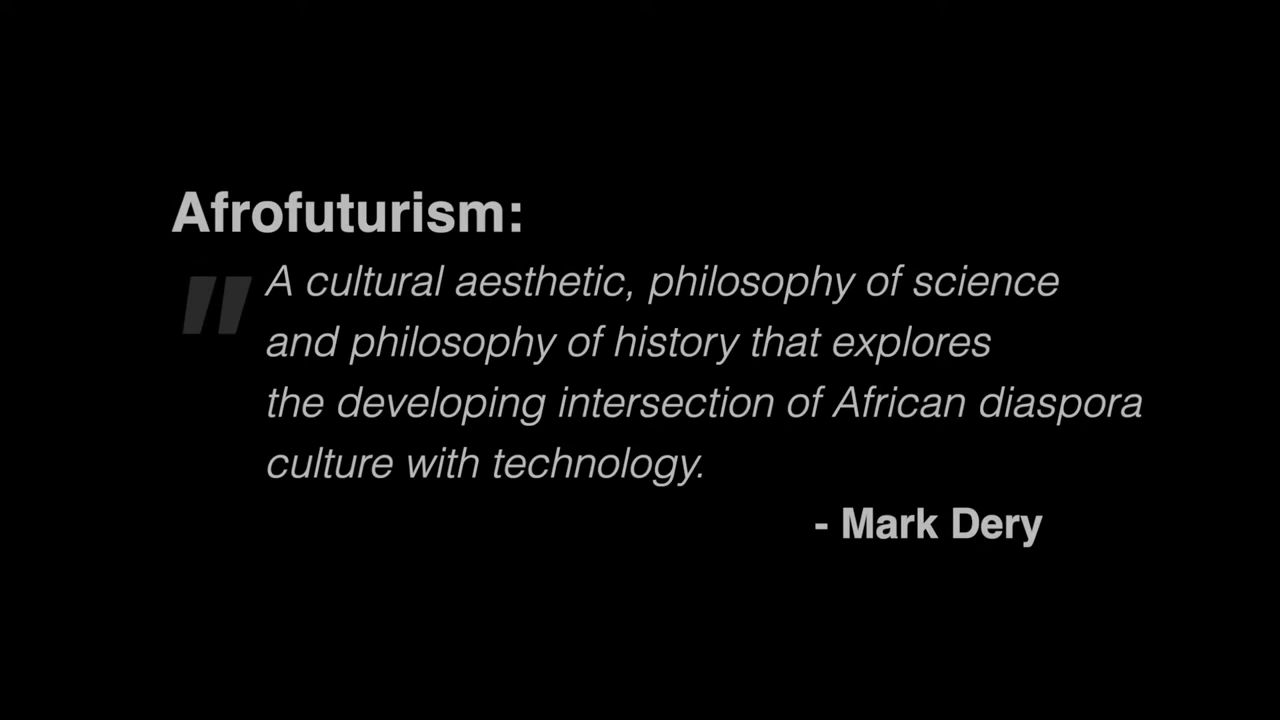 Afrofuturism:
" A cultural aesthetic, philosophy of science
and philosophy of history that explores
the developing intersection of African diaspora
culture with technology.
- Mark Dery